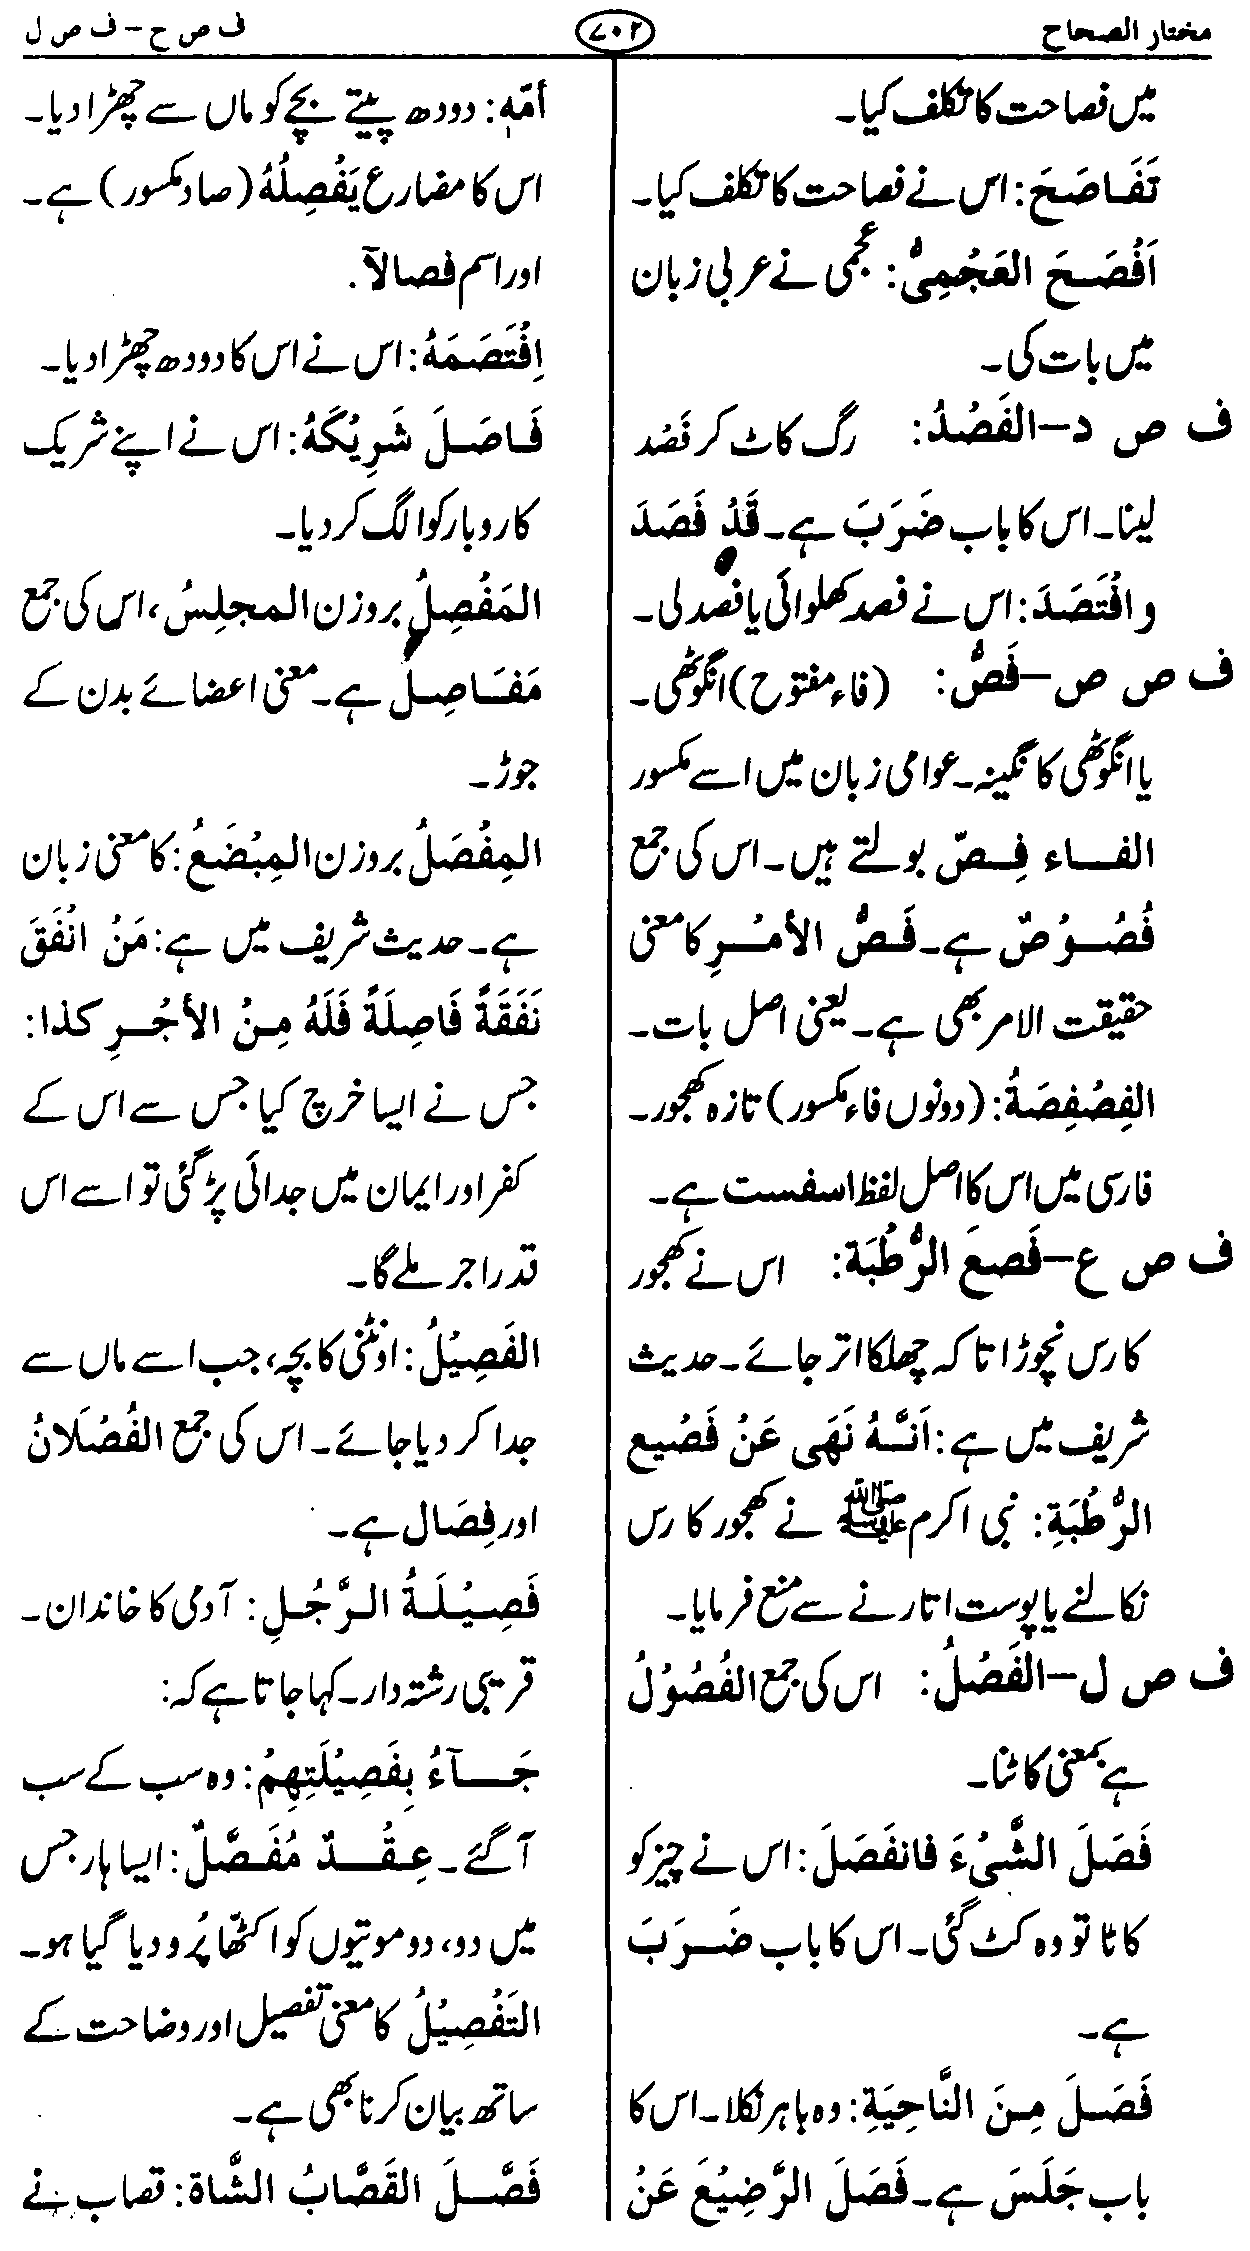 مختار الصحاح
۷۰۲
ف ص ح – ف ص ل
میں فصاحت کا تکلف کیا۔
تَفَاصَحَ: اس نے فصاحت کا تکلف کیا۔
اَفْصَحَ العَجْمِیُّ: عجمی نے عربی زبان
میں بات کی۔
ف ص د – الفَصْدُ: رگ کاٹ کر فَصْد
لینا۔ اس کا باب ضَرَبَ ہے۔ قَدْ فَصَدَ
و افْتَصَدَ: اس نے فصد کھلوائی یا فصد لی۔
ف ص ص – فَصٌّ: (فاء مفتوح) انگوٹھی۔
یا انگوٹھی کا نگینہ۔ عوامی زبان میں اسے مکسور
الفاء فِصّ بولتے ہیں۔ اس کی جمع
فُصُوْصٌ ہے۔ فَصُّ الأمْرِ کا معنی
حقیقت الامر بھی ہے۔ یعنی اصل بات۔
الفِصْفِصَةُ: (دونوں فاء مکسور) تازہ کھجور۔
فارسی میں اس کا اصل لفظ اسفست ہے۔
ف ص ع – فَصعَ الرُّطُبَة: اس نے کھجور
کا رس نچوڑا تا کہ چھلکا اتر جائے۔ حدیث
شریف میں ہے: اَنَّهُ نَهَى عَنْ فَصْيع
الرُّطْبَةِ: نبی اکرم ﷺ نے کھجور کا رس
نکالنے یا پوست اتارنے سے منع فرمایا۔
ف ص ل – الفَصْلُ: اس کی جمع الفُصُوْلُ
ہے بمعنی کاٹنا۔
فَصَلَ الشَّیْءَ فانفَصَلَ: اس نے چیز کو
کاٹا تو وہ کٹ گئی۔ اس کا باب ضَرَبَ
ہے۔
فَصَلَ مِنَ النَّاحِيَةِ: وہ باہر نکلا۔ اس کا
باب جَلَسَ ہے۔ فَصَلَ الرَّضِيْعَ عَنْ
أمّهٖ: دودھ پیتے بچے کو ماں سے چھڑا دیا۔
اس کا مضارع يَفْصِلُهُ (صاد مکسور) ہے۔
اور اسم فصالاً۔
اِفْتَصَمَهُ: اس نے اس کا دودھ چھڑا دیا۔
فَاصَلَ شَرِيْكَهُ: اس نے اپنے شریک
کاروبار کو الگ کر دیا۔
المَفْصِلُ بروزن المجلِسُ، اس کی جمع
مَفَاصِلُ ہے۔ معنی اعضائے بدن کے
جوڑ۔
المِفْصَلُ بروزن المِبْضَعُ: کا معنی زبان
ہے۔ حدیث شریف میں ہے: مَنْ انْفَقَ
نَفَقَةً فَاصِلَةً فَلَهُ مِنْ الأجْرِ كذا:
جس نے ایسا خرچ کیا جس سے اس کے
کفر اور ایمان میں جدائی پڑ گئی تو اسے اس
قدر اجر ملے گا۔
الفَصِيْلُ: اونٹنی کا بچہ، جب اسے ماں سے
جدا کر دیا جائے۔ اس کی جمع الفُصْلَانُ
اور فِصَال ہے۔
فَصِيْلَةُ الرَّجُلِ: آدمی کا خاندان۔
قریبی رشتہ دار۔ کہا جاتا ہے کہ:
جَآءُ بِفَصِيْلَتِهِمْ: وہ سب کے سب
آ گئے۔ عِقْدٌ مُفَصَّلٌ: ایسا ہار جس
میں دو، دو موتیوں کو اکٹھا پُرو دیا گیا ہو۔
التَفْصِيْلُ کا معنی تفصیل اور وضاحت کے
ساتھ بیان کرنا بھی ہے۔
فَصَّلَ القَصَّابُ الشَّاة: قصاب نے